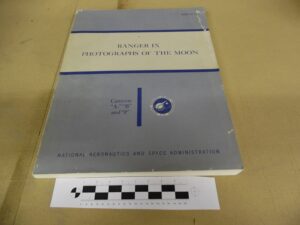 RANGER IX
PHOTOGRAPHS OF THE MOON
Cameras
"A," "B"
and "P"
NATIONAL AERONAUTICS AND SPACE ADMINISTRATION